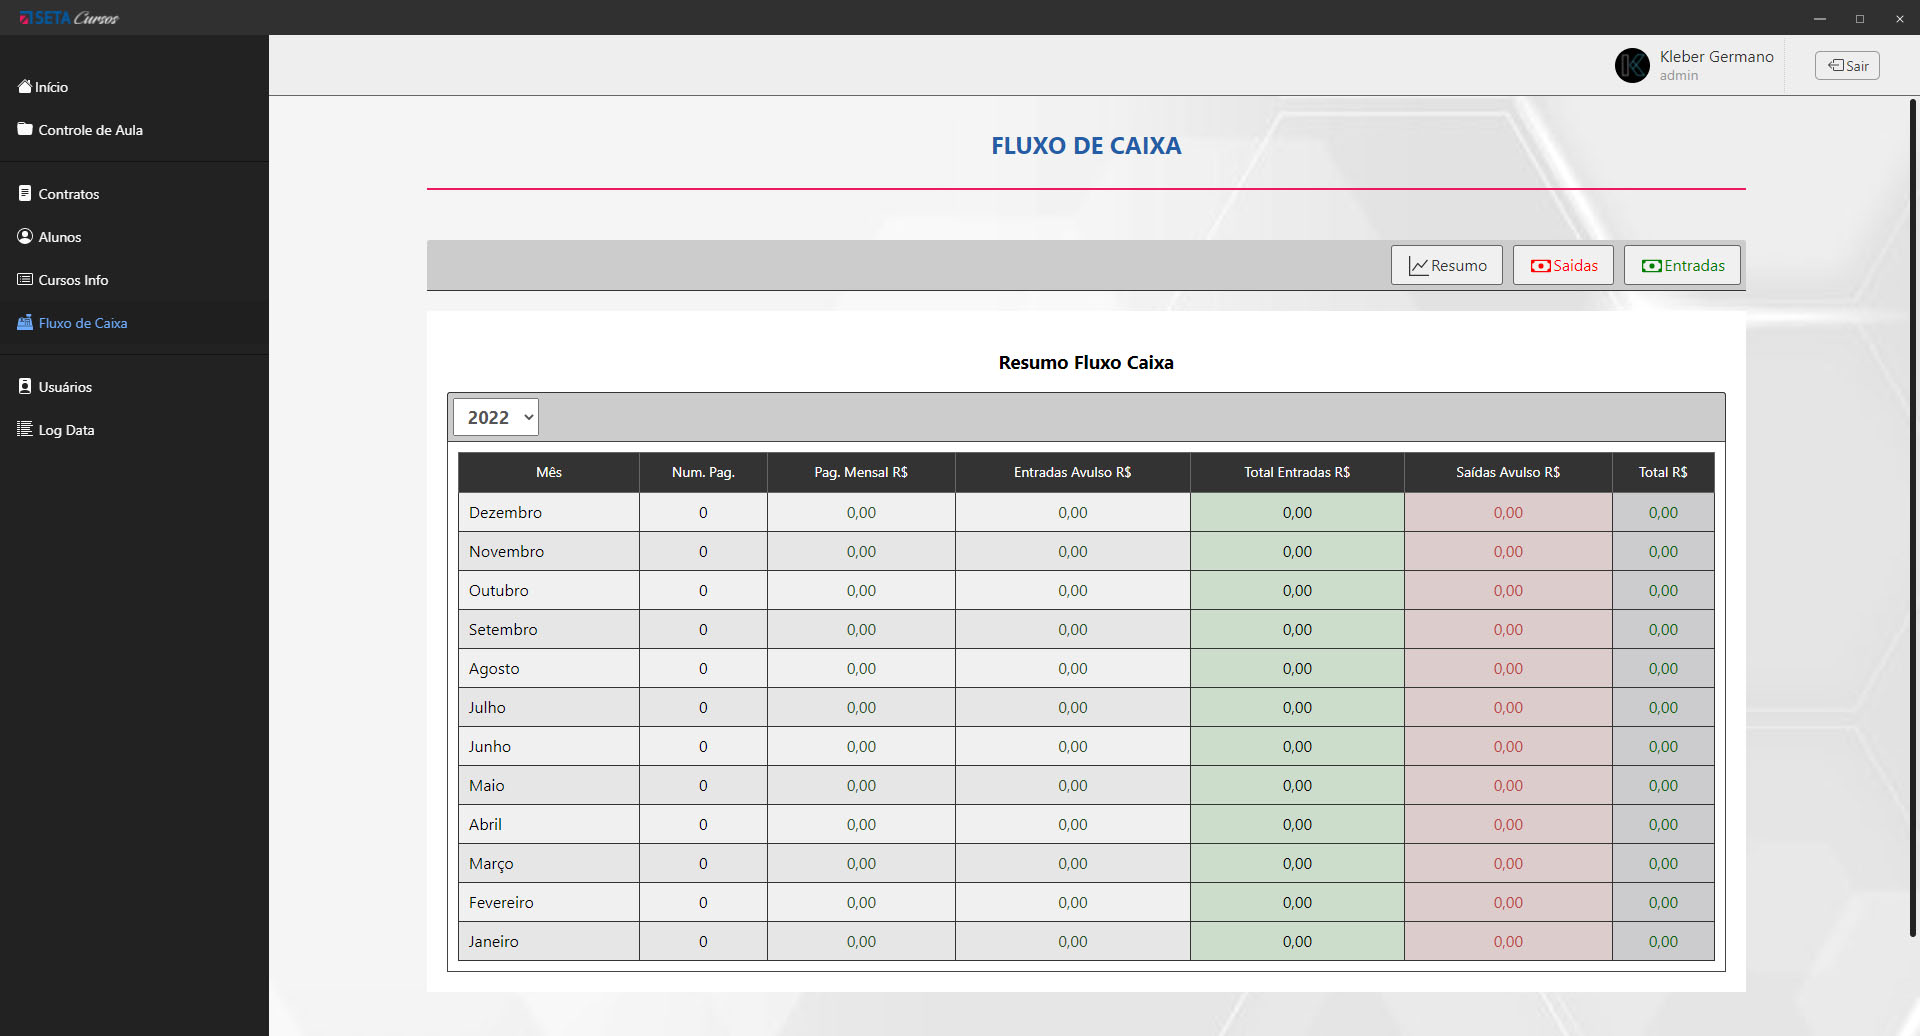 SETA Cursos
Kleber Germano
admin
Sair
Início
Controle de Aula
Contratos
Alunos
Cursos Info
Fluxo de Caixa
Usuários
Log Data
FLUXO DE CAIXA
Resumo
Saidas
Entradas
Resumo Fluxo Caixa
2022
Mês Num. Pag. Pag. Mensal R$ Entradas Avulso R$ Total Entradas R$ Saídas Avulso R$ Total R$
Dezembro 0 0,00 0,00 0,00 0,00 0,00
Novembro 0 0,00 0,00 0,00 0,00 0,00
Outubro 0 0,00 0,00 0,00 0,00 0,00
Setembro 0 0,00 0,00 0,00 0,00 0,00
Agosto 0 0,00 0,00 0,00 0,00 0,00
Julho 0 0,00 0,00 0,00 0,00 0,00
Junho 0 0,00 0,00 0,00 0,00 0,00
Maio 0 0,00 0,00 0,00 0,00 0,00
Abril 0 0,00 0,00 0,00 0,00 0,00
Março 0 0,00 0,00 0,00 0,00 0,00
Fevereiro 0 0,00 0,00 0,00 0,00 0,00
Janeiro 0 0,00 0,00 0,00 0,00 0,00